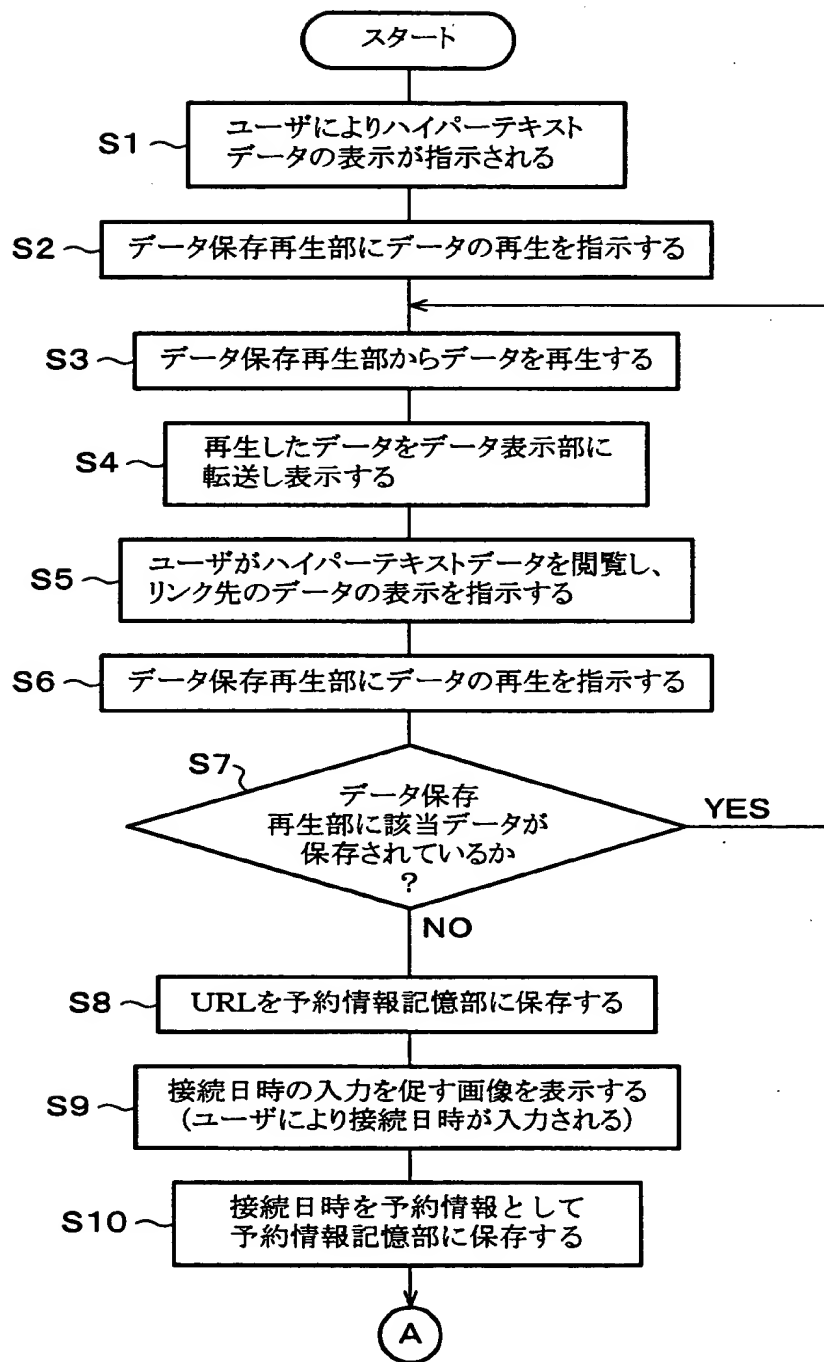 スタート
S1
ユーザによりハイパーテキスト
データの表示が指示される
S2
データ保存再生部にデータの再生を指示する
S3
データ保存再生部からデータを再生する
S4
再生したデータをデータ表示部に
転送し表示する
S5
ユーザがハイパーテキストデータを閲覧し、
リンク先のデータの表示を指示する
S6
データ保存再生部にデータの再生を指示する
S7
データ保存
再生部に該当データが
保存されているか
?
YES
NO
S8
URLを予約情報記憶部に保存する
S9
接続日時の入力を促す画像を表示する
(ユーザにより接続日時が入力される)
S10
接続日時を予約情報として
予約情報記憶部に保存する
A